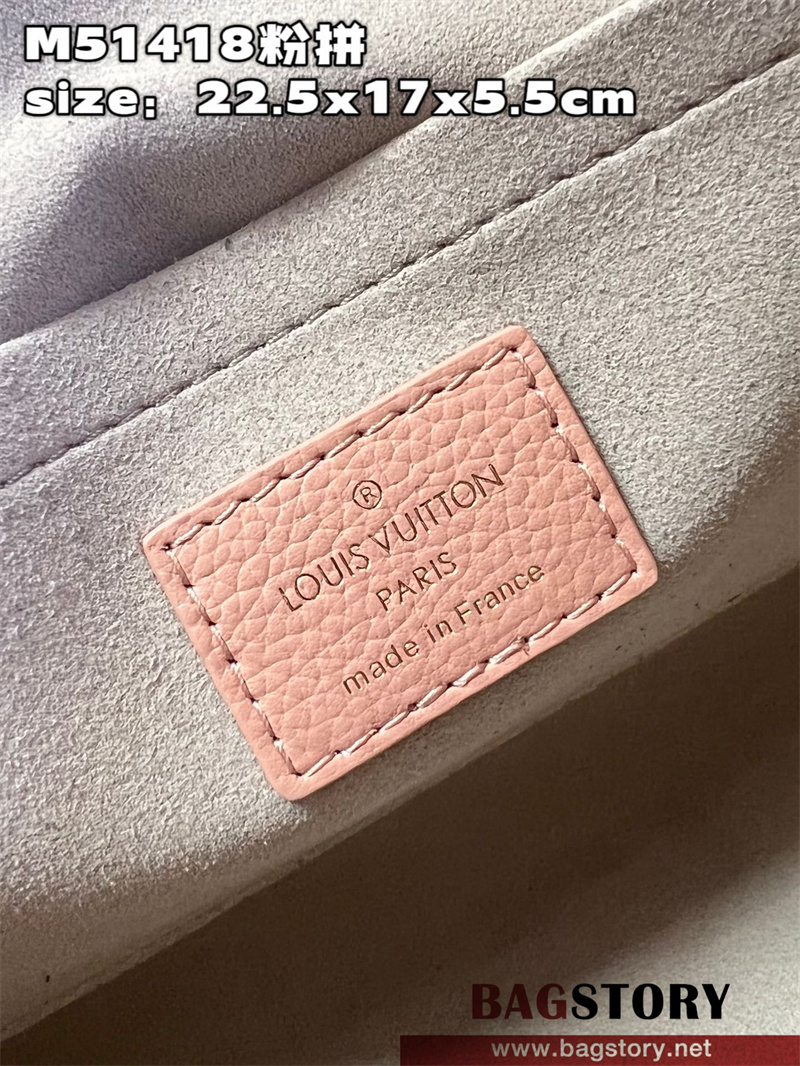 M51418粉拼
size：22.5x17x5.5cm
®
LOUIS VUITTON
PARIS
made in France
BAGSTORY
www.bagstory.net